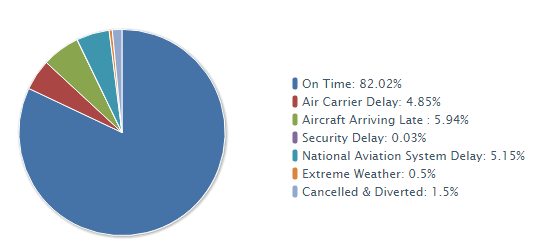 On Time: 82.02%
Air Carrier Delay: 4.85%
Aircraft Arriving Late : 5.94%
Security Delay: 0.03%
National Aviation System Delay: 5.15%
Extreme Weather: 0.5%
Cancelled & Diverted: 1.5%